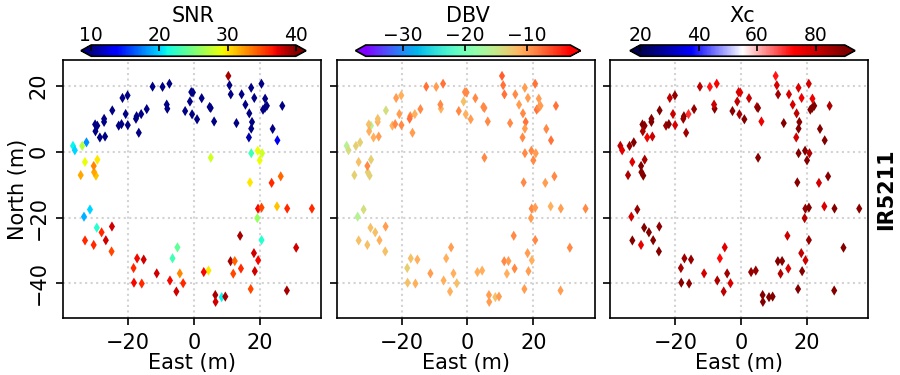 SNR DBV Xc
10 20 30 40 −30 −20 −10 20 40 60 80
20
0
−20
−40
North (m)
−20 0 20 −20 0 20 −20 0 20
East (m) East (m) East (m)
IR5211